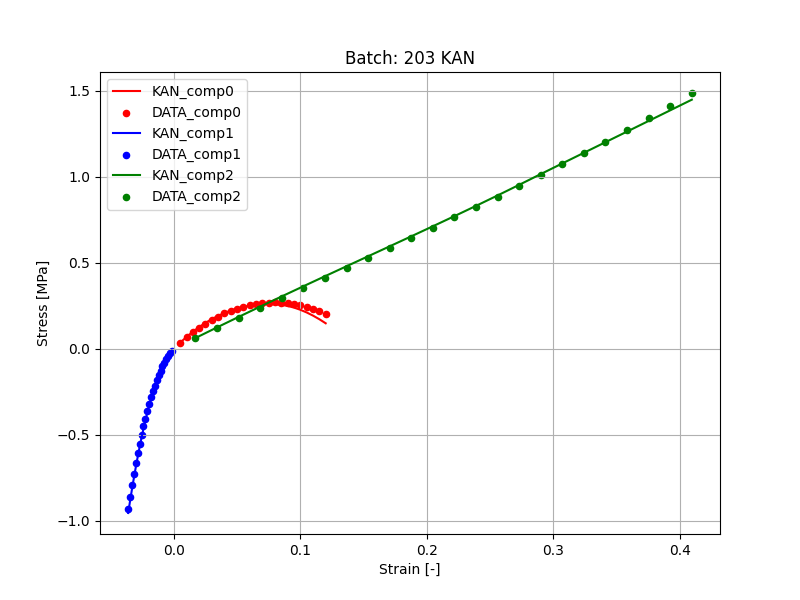 Batch: 203 KAN
KAN_comp0
DATA_comp0
KAN_comp1
DATA_comp1
KAN_comp2
DATA_comp2
1.5
1.0
0.5
0.0
−0.5
−1.0
Stress [MPa]
0.0 0.1 0.2 0.3 0.4
Strain [-]